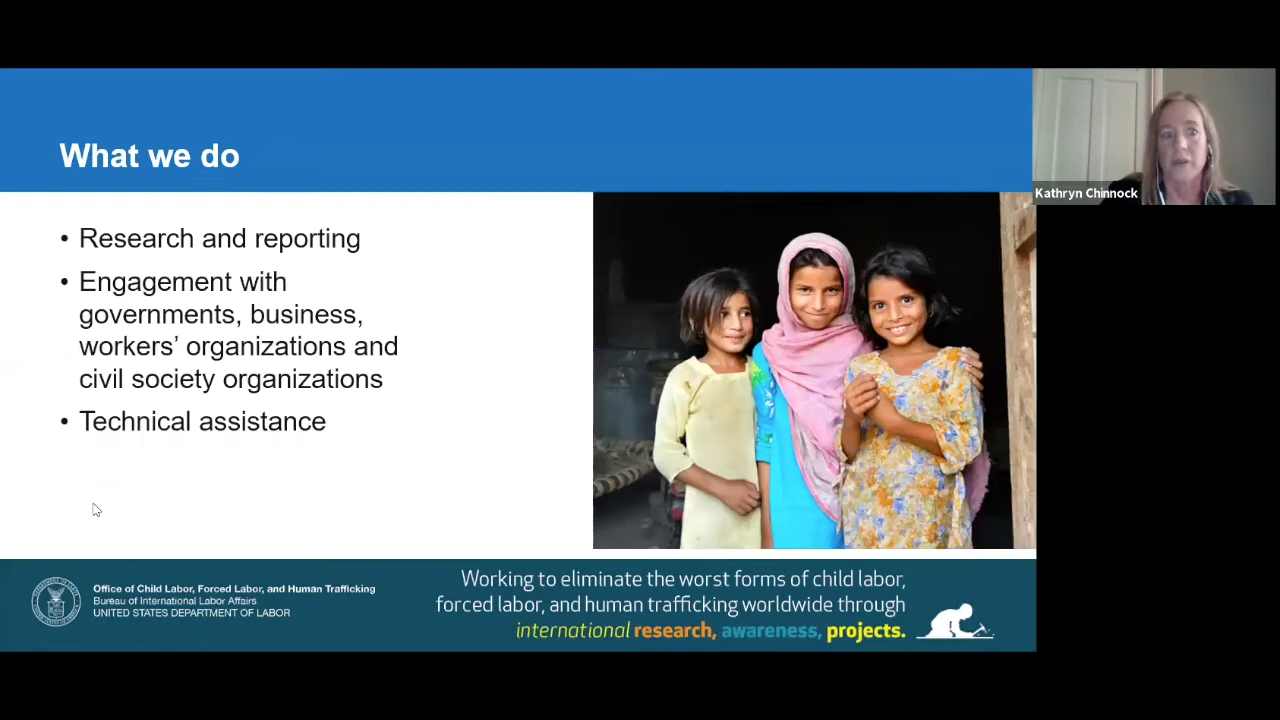 What we do
• Research and reporting
• Engagement with
governments, business,
workers’ organizations and
civil society organizations
• Technical assistance
Kathryn Chinnock
Office of Child Labor, Forced Labor, and Human Trafficking
Bureau of International Labor Affairs
UNITED STATES DEPARTMENT OF LABOR
Working to eliminate the worst forms of child labor,
forced labor, and human trafficking worldwide through
international research, awareness, projects.